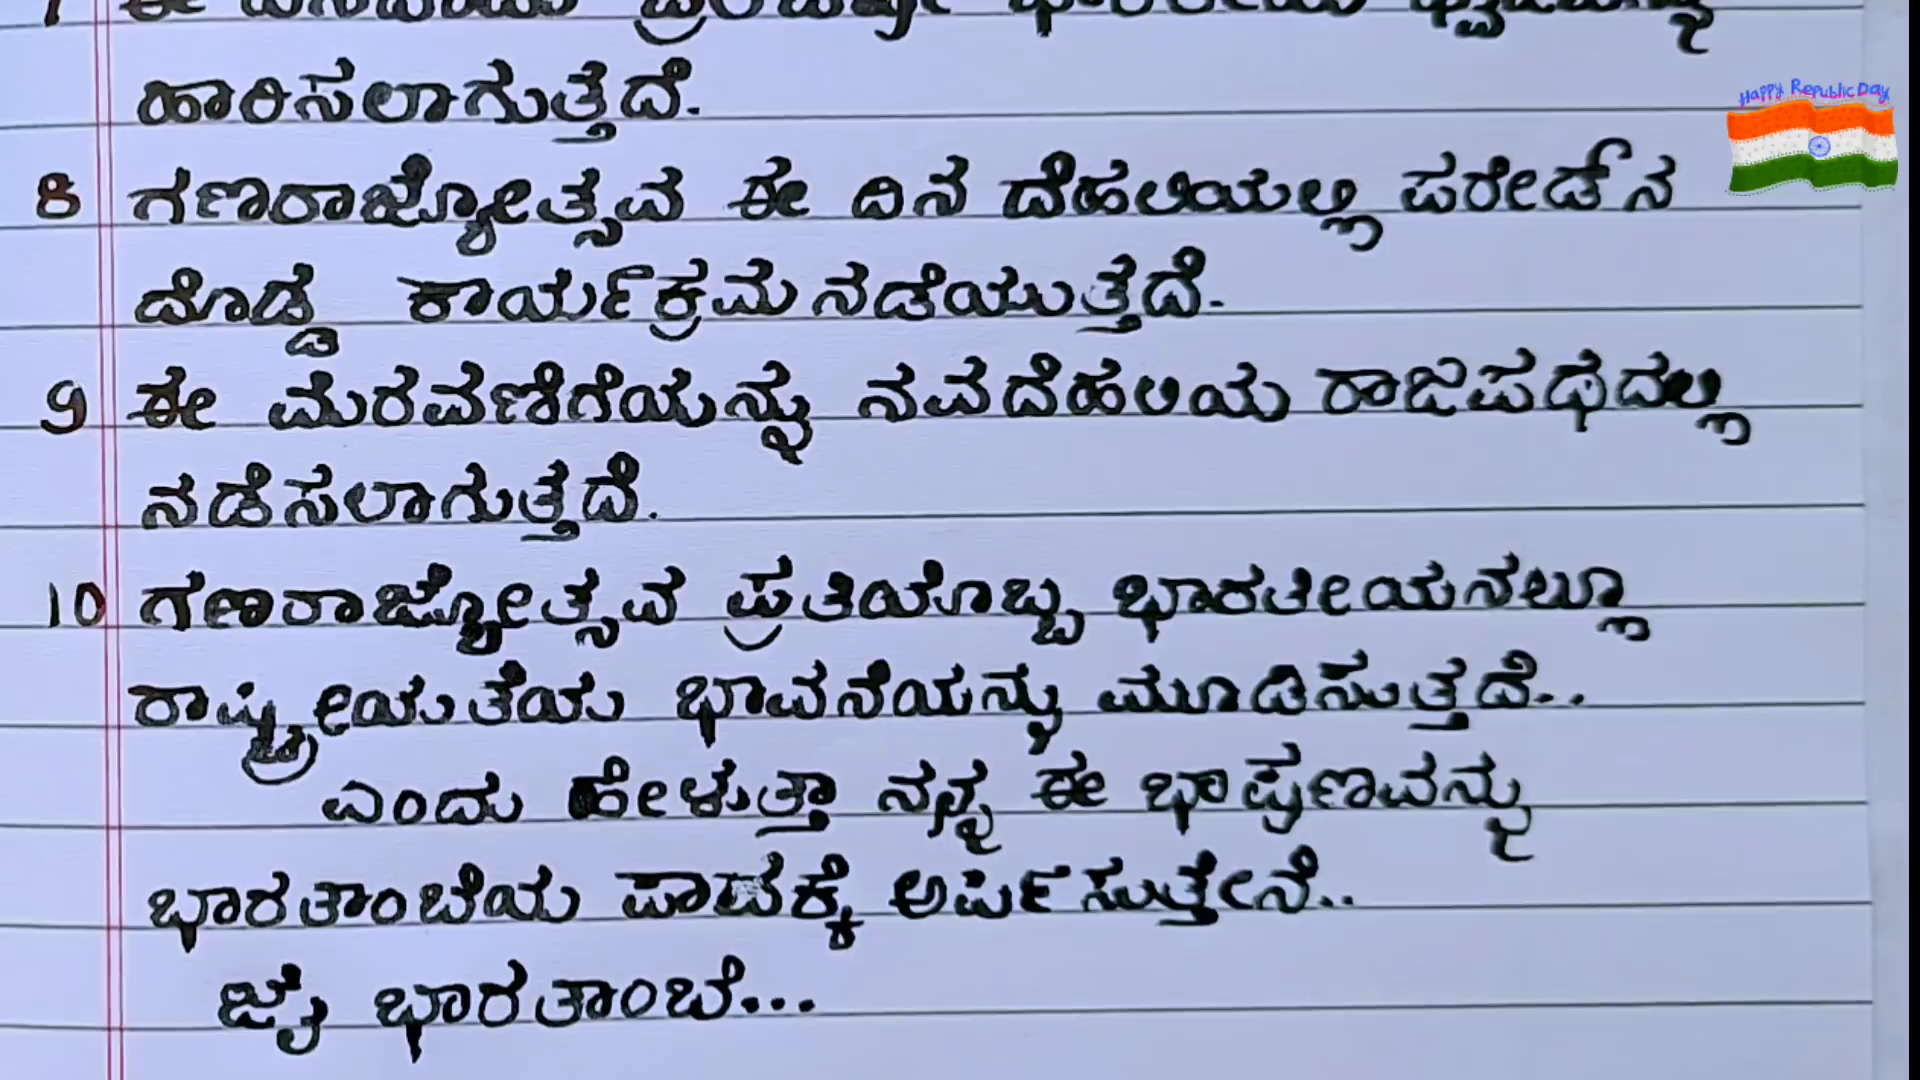 ಹಾರಿಸಲಾಗುತ್ತೆದೆ.
Happy Republic Day
8 ಗಣರಾಜ್ಯೋತ್ಸವ ಈ ದಿನ ದೆಹಲಿಯಲ್ಲಿ ಪರೇಡ್‌ನ
ದೊಡ್ಡ ಕಾರ್ಯಕ್ರಮ ನಡೆಯುತ್ತೆದೆ.
9 ಈ ಮೆರವಣಿಗೆಯನ್ನು ನವದೆಹಲಿಯ ರಾಜಪಥದಲ್ಲಿ
ನಡೆಸಲಾಗುತ್ತದೆ.
10 ಗಣರಾಜ್ಯೋತ್ಸವ ಪ್ರತಿಯೊಬ್ಬ ಭಾರತೀಯನಲ್ಲೂ
ರಾಷ್ಟ್ರೀಯತೆಯ ಭಾವನೆಯನ್ನು ಮೂಡಿಸುತ್ತದೆ..
ಎಂದು ಹೇಳುತ್ತಾ ನನ್ನ ಈ ಭಾಷಣವನ್ನು
ಭಾರತಾಂಬೆಯ ಪಾದಕ್ಕೆ ಅರ್ಪಿಸುತ್ತೇನೆ..
ಜೈ ಭಾರತಾಂಬೆ...